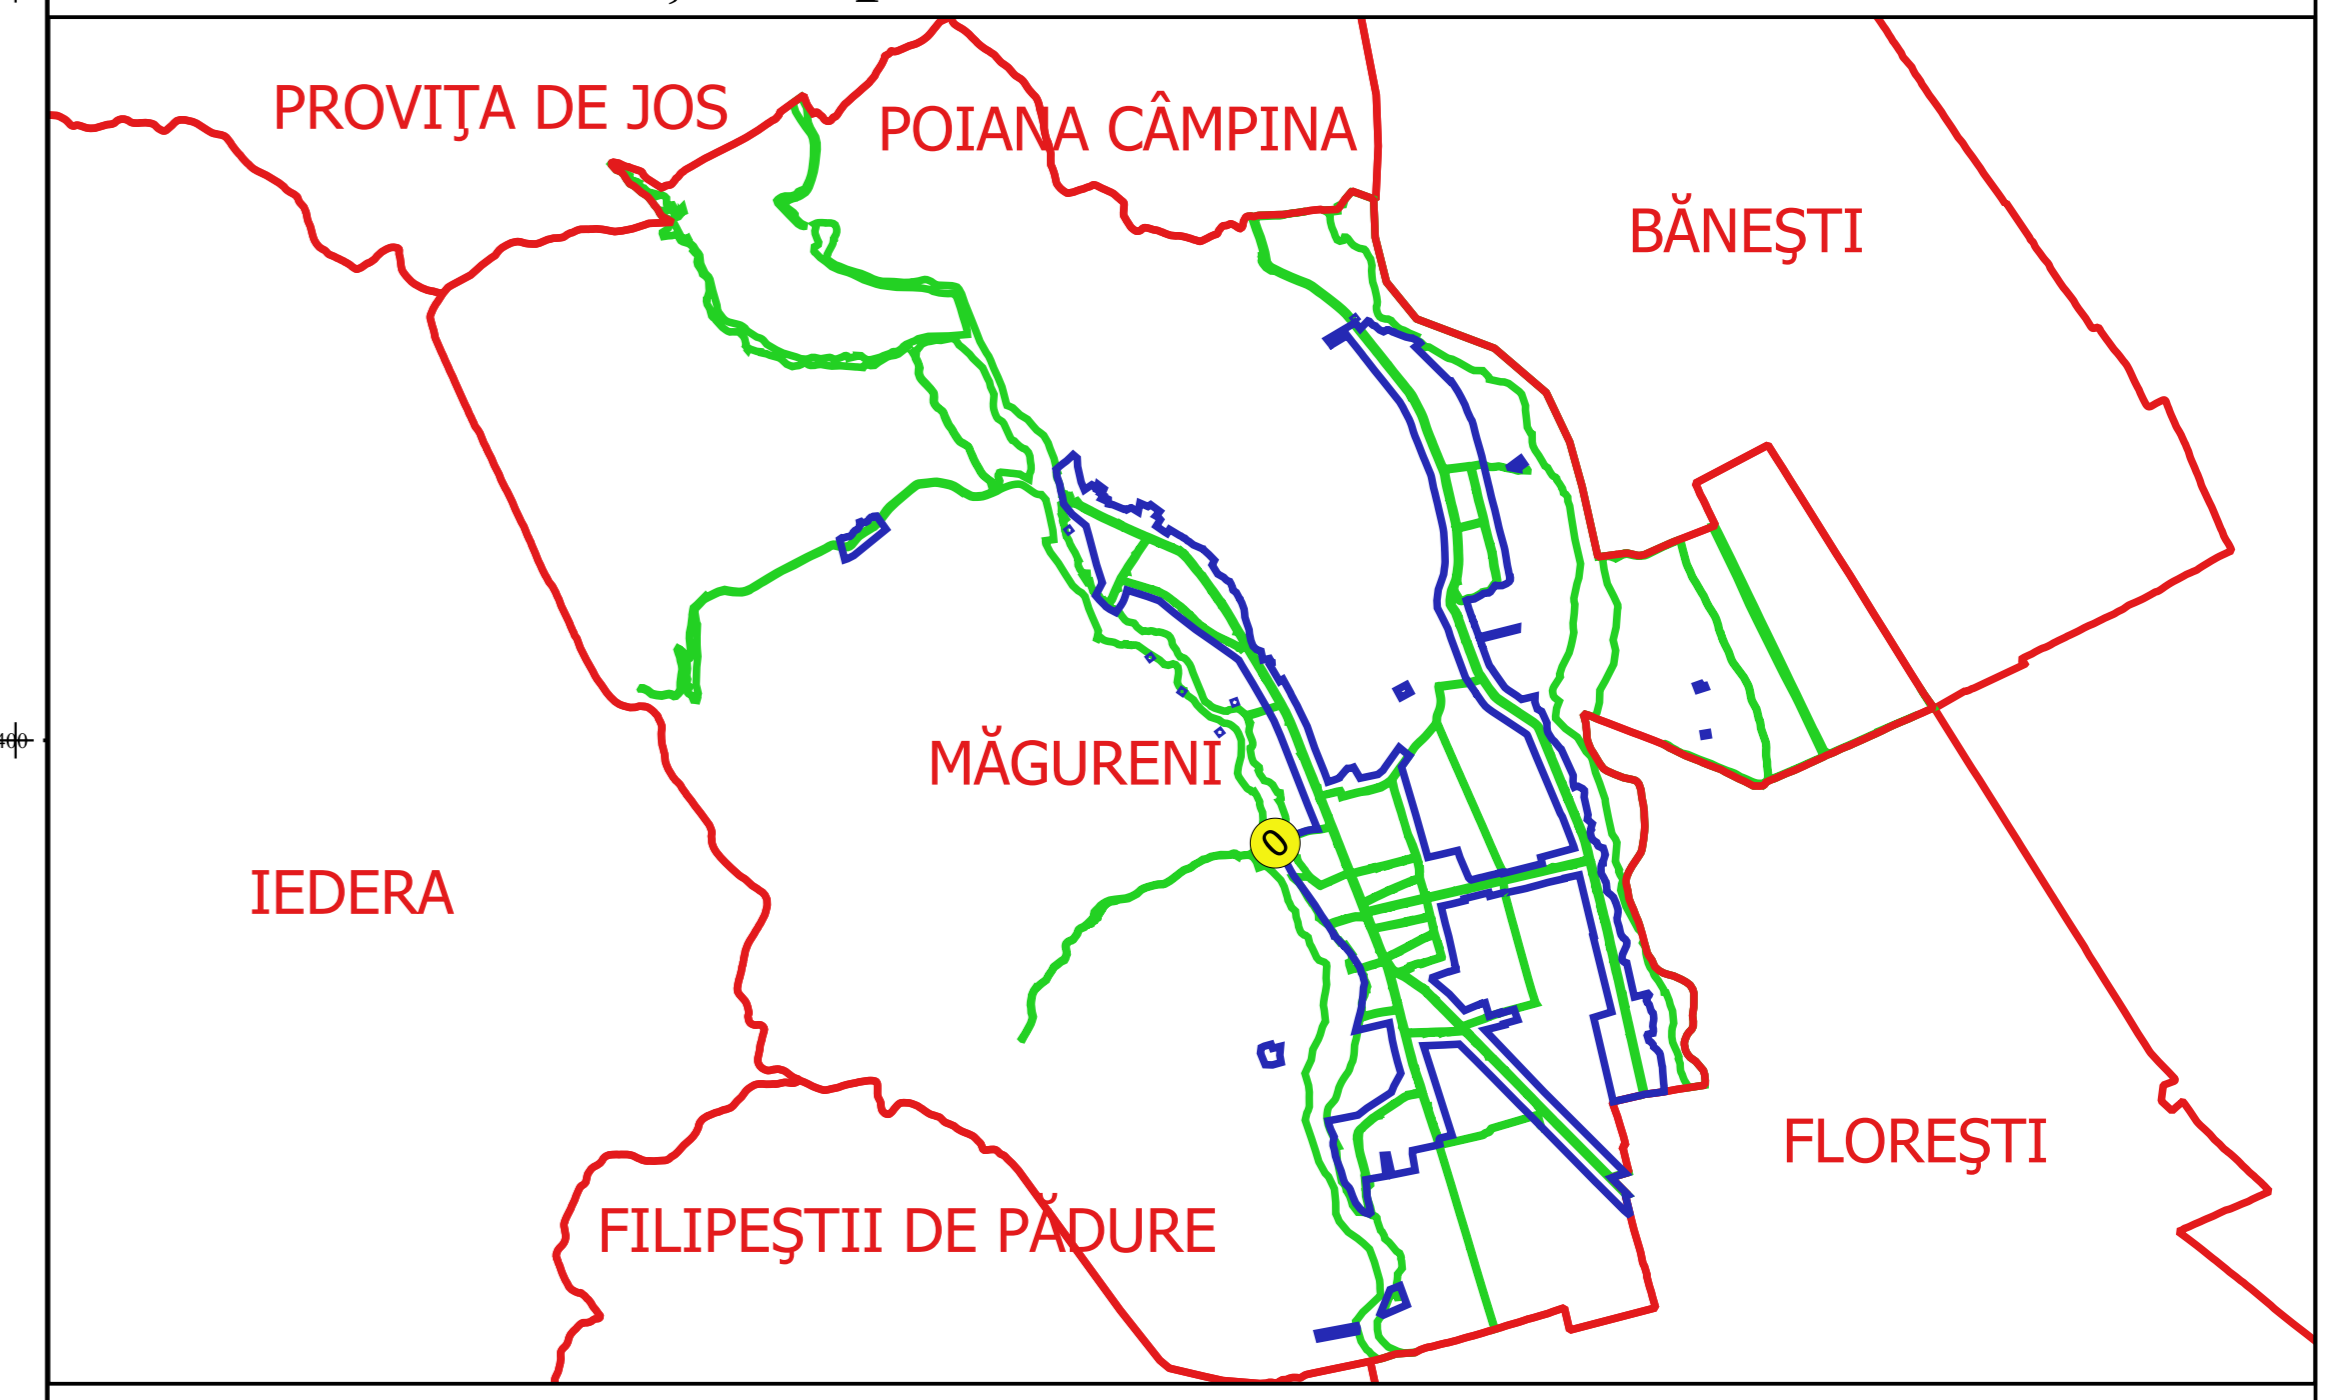 PROVIŢA DE JOS
POIANA CÂMPINA
BĂNEŞTI
MĂGURENI
0
IEDERA
FLOREŞTI
FILIPEŞTII DE PĂDURE